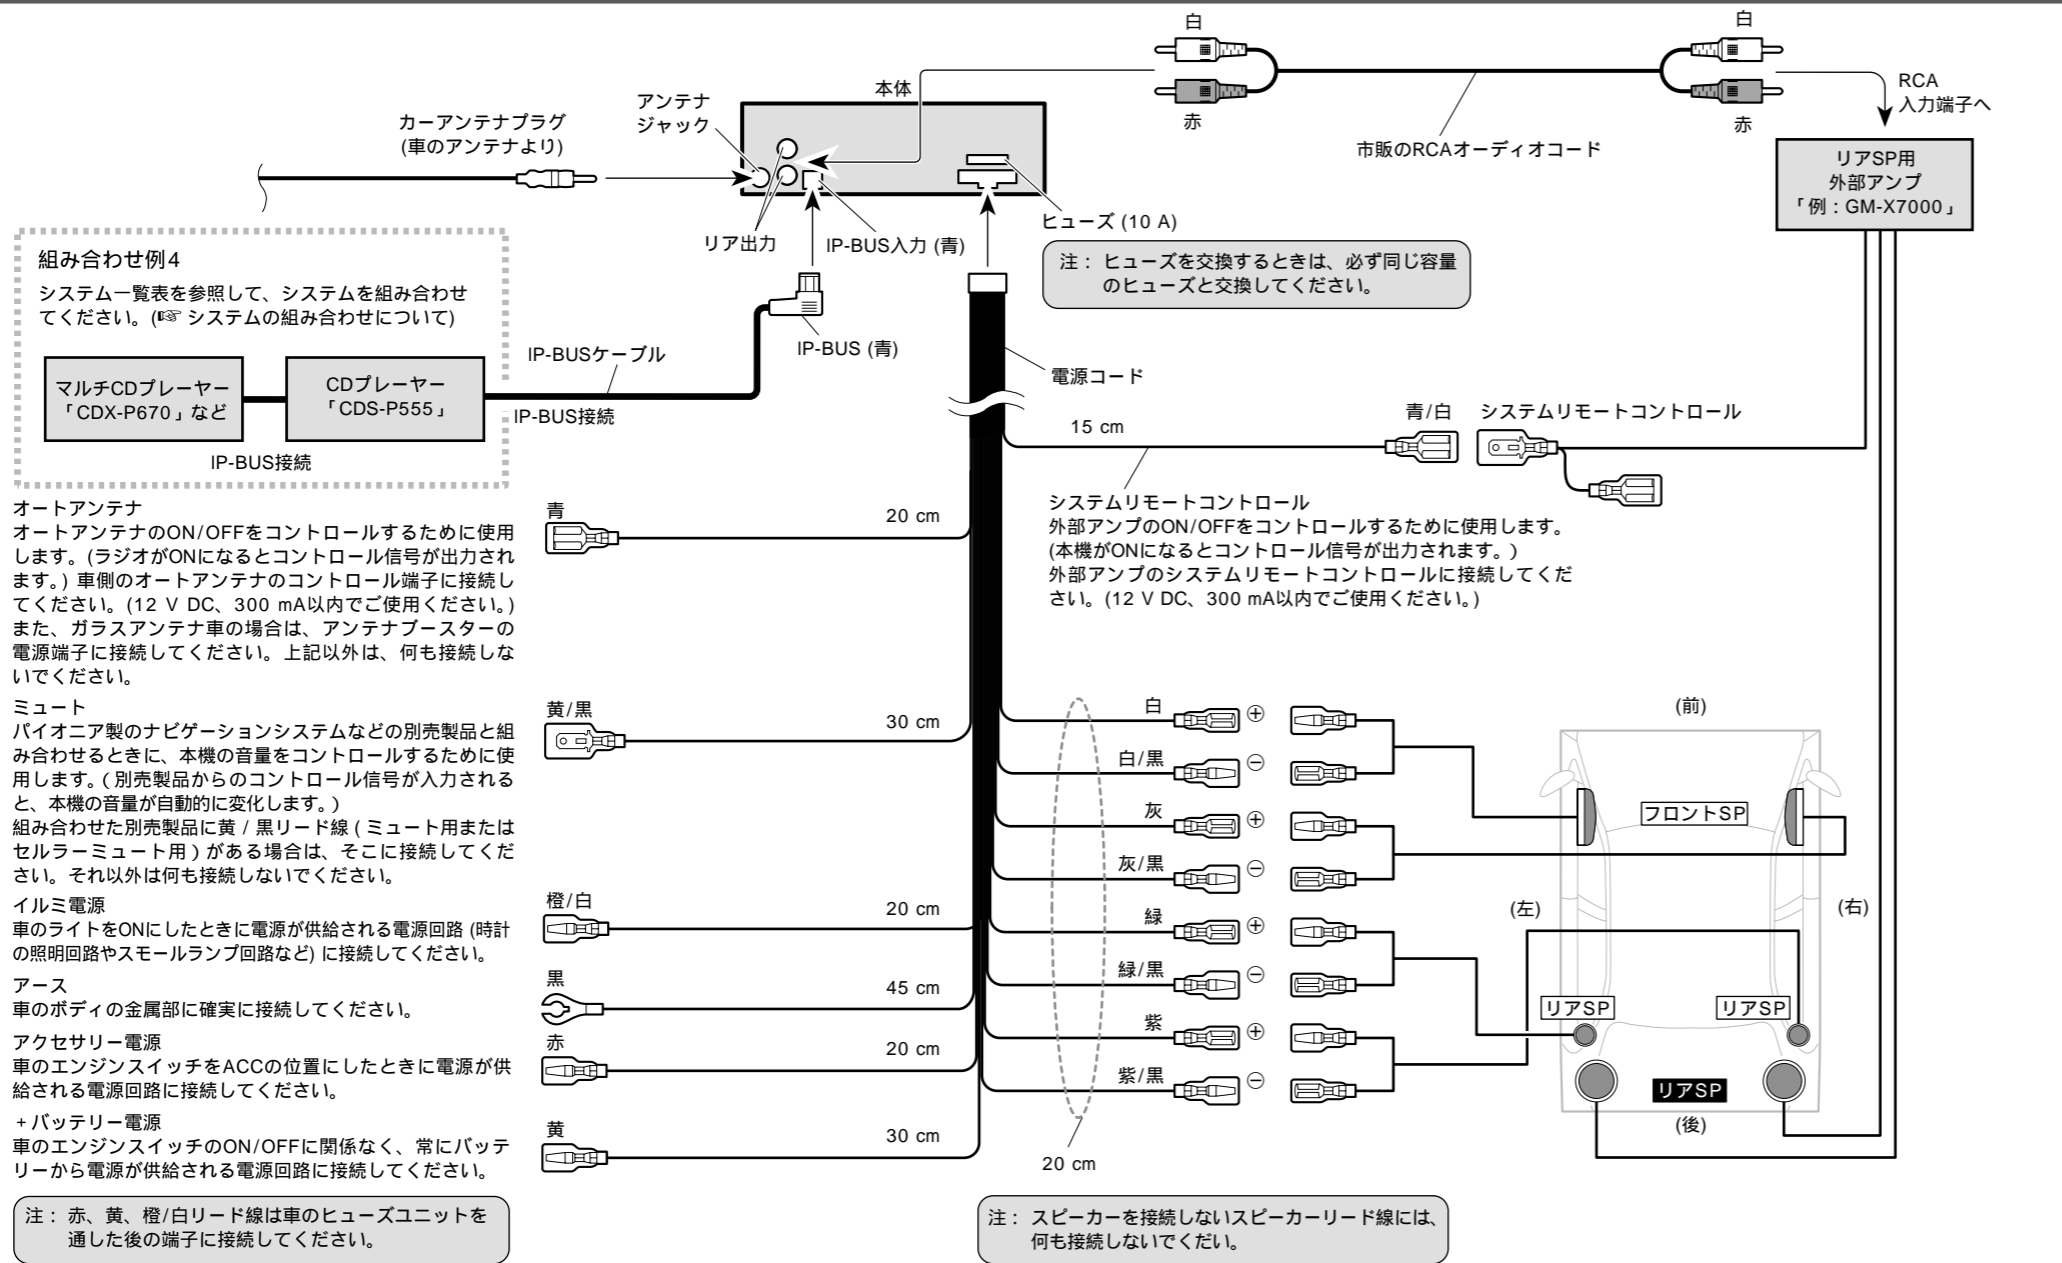 白
白
赤
赤
市販のRCAオーディオコード
RCA
入力端子へ
リアSP用
外部アンプ
「例：GM-X7000」
本体
アンテナ
ジャック
カーアンテナプラグ
(車のアンテナより)
リア出力
IP-BUS入力 (青)
ヒューズ (10 A)
注： ヒューズを交換するときは、必ず同じ容量
のヒューズと交換してください。
組み合わせ例4
システム一覧表を参照して、システムを組み合わせ
てください。(☞ システムの組み合わせについて)
マルチCDプレーヤー
「CDX-P670」など
CDプレーヤー
「CDS-P555」
IP-BUS接続
IP-BUSケーブル
IP-BUS接続
IP-BUS (青)
電源コード
15 cm
青/白
システムリモートコントロール
システムリモートコントロール
外部アンプのON/OFFをコントロールするために使用します。
(本機がONになるとコントロール信号が出力されます。)
外部アンプのシステムリモートコントロールに接続してくだ
さい。(12 V DC、300 mA以内でご使用ください。)
オートアンテナ
オートアンテナのON/OFFをコントロールするために使用
します。(ラジオがONになるとコントロール信号が出力され
ます。) 車側のオートアンテナのコントロール端子に接続し
てください。(12 V DC、300 mA以内でご使用ください。)
また、ガラスアンテナ車の場合は、アンテナブースターの
電源端子に接続してください。上記以外は、何も接続しな
いでください。
青
20 cm
ミュート
パイオニア製のナビゲーションシステムなどの別売製品と組
み合わせるときに、本機の音量をコントロールするために使
用します。(別売製品からのコントロール信号が入力される
と、本機の音量が自動的に変化します。)
組み合わせた別売製品に黄 / 黒リード線 (ミュート用または
セルラーミュート用) がある場合は、そこに接続してくだ
さい。それ以外は何も接続しないでください。
黄/黒
30 cm
イルミ電源
車のライトをONにしたときに電源が供給される電源回路 (時計
の照明回路やスモールランプ回路など) に接続してください。
橙/白
20 cm
アース
車のボディの金属部に確実に接続してください。
黒
45 cm
アクセサリー電源
車のエンジンスイッチをACCの位置にしたときに電源が供
給される電源回路に接続してください。
赤
20 cm
+バッテリー電源
車のエンジンスイッチのON/OFFに関係なく、常にバッテ
リーから電源が供給される電源回路に接続してください。
黄
30 cm
注： 赤、黄、橙/白リード線は車のヒューズユニットを
通した後の端子に接続してください。
白 ⊕
白/黒 ⊖
灰 ⊕
灰/黒 ⊖
緑 ⊕
緑/黒 ⊖
紫 ⊕
紫/黒 ⊖
20 cm
(前)
フロントSP
(左)
(右)
リアSP
リアSP
リアSP
(後)
注： スピーカーを接続しないスピーカーリード線には、
何も接続しないでくだい。